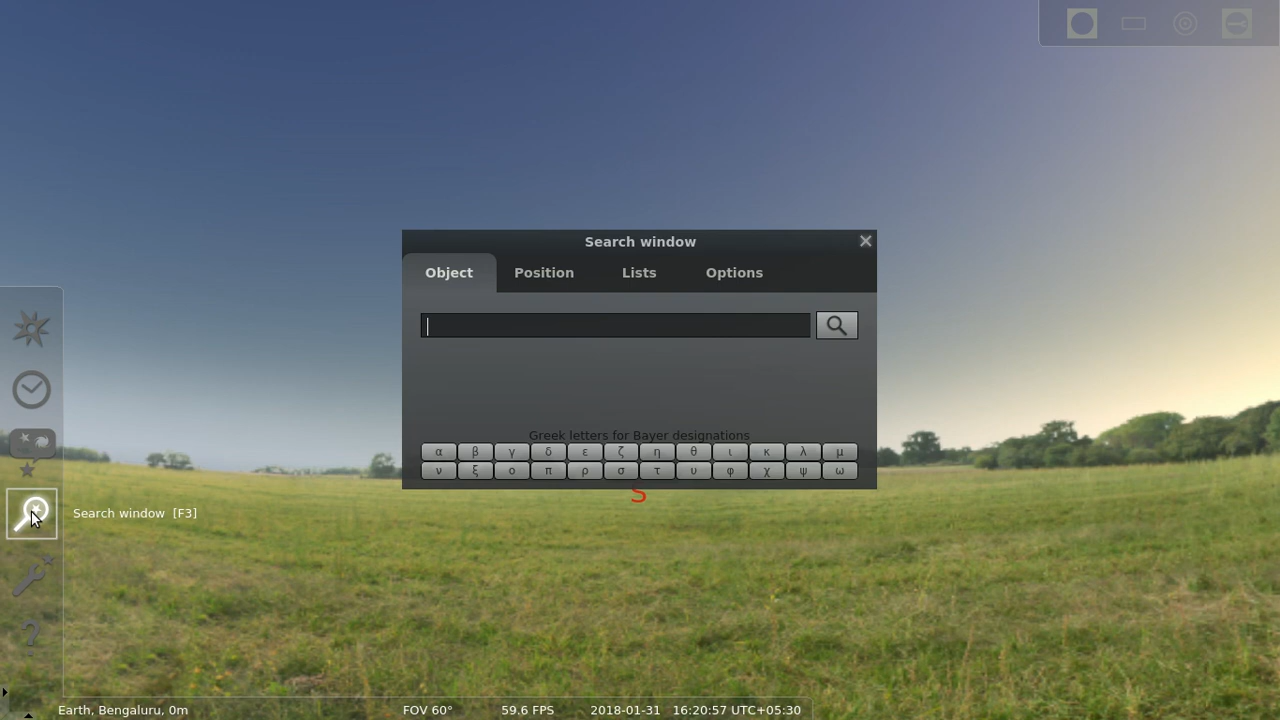 Search window
Object Position Lists Options
Greek letters for Bayer designations
α β γ δ ε ζ η θ ι κ λ μ
ν ξ ο π ρ σ τ υ φ χ ψ ω
S
Search window [F3]
Earth, Bengaluru, 0m FOV 60° 59.6 FPS 2018-01-31 16:20:57 UTC+05:30